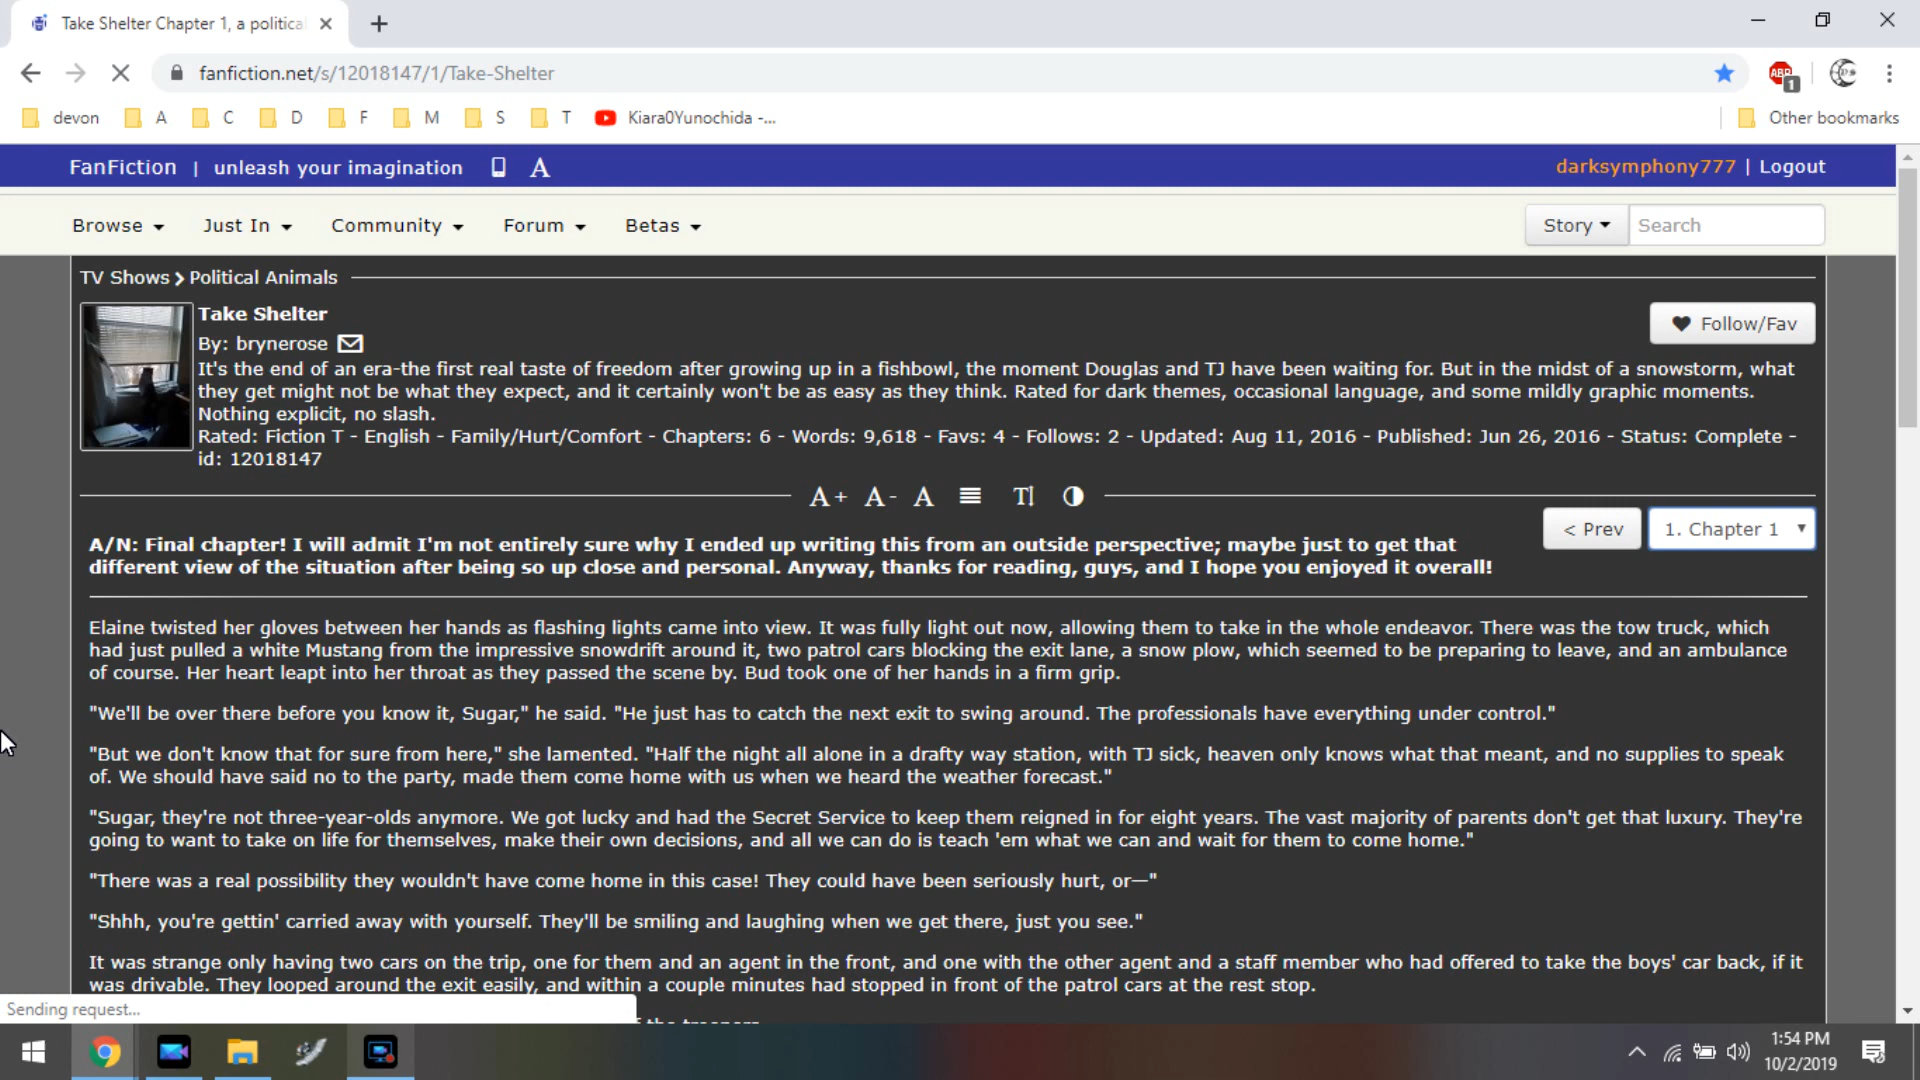 Take Shelter Chapter 1, a politica
fanfiction.net/s/12018147/1/Take-Shelter
ABP
1
devon A C D F M S T Kiara0Yunochida -... Other bookmarks
FanFiction | unleash your imagination A darksymphony777 | Logout
Browse Just In Community Forum Betas Story Search
TV Shows > Political Animals
Take Shelter
Follow/Fav
By: brynerose
It's the end of an era-the first real taste of freedom after growing up in a fishbowl, the moment Douglas and TJ have been waiting for. But in the midst of a snowstorm, what
they get might not be what they expect, and it certainly won't be as easy as they think. Rated for dark themes, occasional language, and some mildly graphic moments.
Nothing explicit, no slash.
Rated: Fiction T - English - Family/Hurt/Comfort - Chapters: 6 - Words: 9,618 - Favs: 4 - Follows: 2 - Updated: Aug 11, 2016 - Published: Jun 26, 2016 - Status: Complete -
id: 12018147
A+ A- A
< Prev 1. Chapter 1
A/N: Final chapter! I will admit I'm not entirely sure why I ended up writing this from an outside perspective; maybe just to get that
different view of the situation after being so up close and personal. Anyway, thanks for reading, guys, and I hope you enjoyed it overall!
Elaine twisted her gloves between her hands as flashing lights came into view. It was fully light out now, allowing them to take in the whole endeavor. There was the tow truck, which
had just pulled a white Mustang from the impressive snowdrift around it, two patrol cars blocking the exit lane, a snow plow, which seemed to be preparing to leave, and an ambulance
of course. Her heart leapt into her throat as they passed the scene by. Bud took one of her hands in a firm grip.
"We'll be over there before you know it, Sugar," he said. "He just has to catch the next exit to swing around. The professionals have everything under control."
"But we don't know that for sure from here," she lamented. "Half the night all alone in a drafty way station, with TJ sick, heaven only knows what that meant, and no supplies to speak
of. We should have said no to the party, made them come home with us when we heard the weather forecast."
"Sugar, they're not three-year-olds anymore. We got lucky and had the Secret Service to keep them reigned in for eight years. The vast majority of parents don't get that luxury. They're
going to want to take on life for themselves, make their own decisions, and all we can do is teach 'em what we can and wait for them to come home."
"There was a real possibility they wouldn't have come home in this case! They could have been seriously hurt, or—"
"Shhh, you're gettin' carried away with yourself. They'll be smiling and laughing when we get there, just you see."
It was strange only having two cars on the trip, one for them and an agent in the front, and one with the other agent and a staff member who had offered to take the boys' car back, if it
was drivable. They looped around the exit easily, and within a couple minutes had stopped in front of the patrol cars at the rest stop.
Sending request...
1:54 PM
10/2/2019